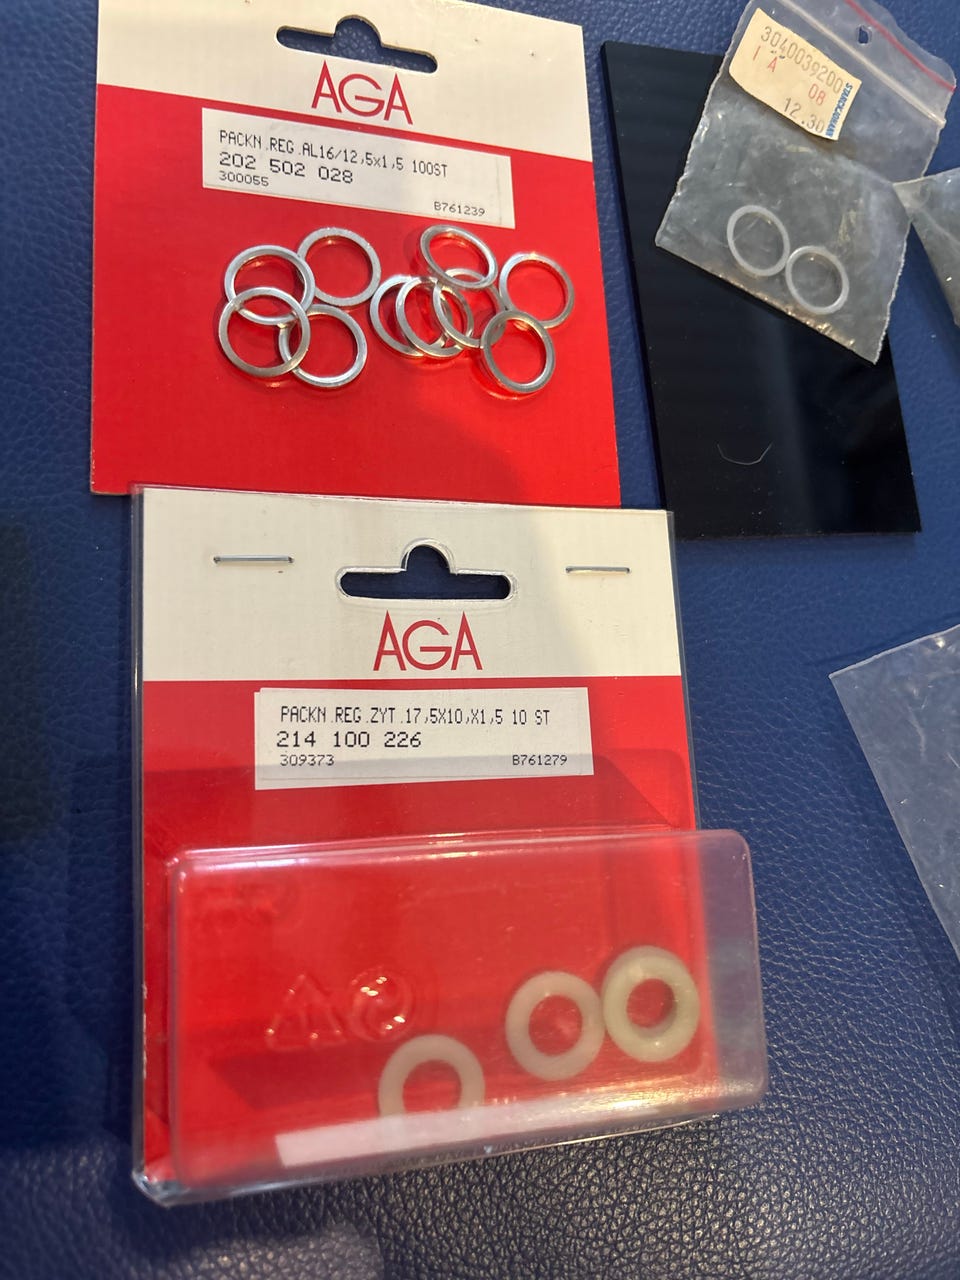 AGA
PACKN.REG.AL16/12,5x1,5 100ST
202 502 028
300055
B761239
3040039200
1 Ä
08
12.30
AGA
PACKN.REG.ZYT.17,5X10,X1,5 10 ST
214 100 226
309373
B761279